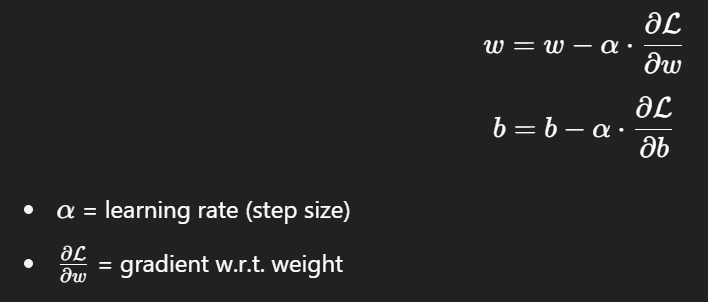 w = w − α · ∂ℒ/∂w
b = b − α · ∂ℒ/∂b
• α = learning rate (step size)
• ∂ℒ/∂w = gradient w.r.t. weight